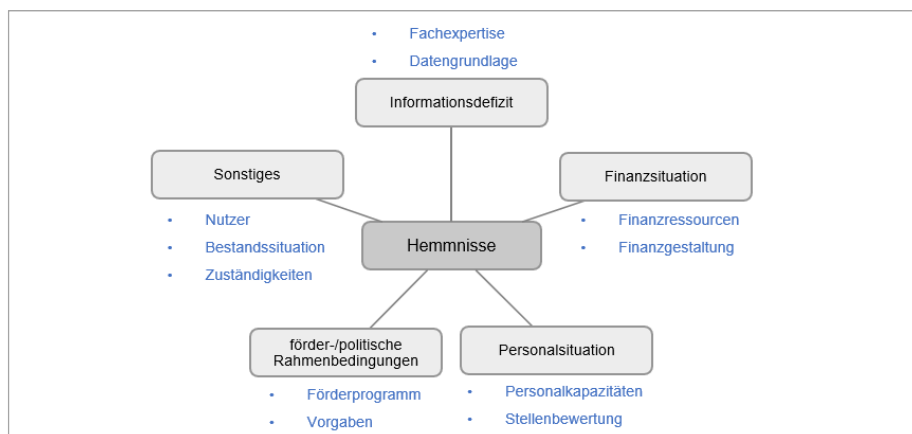 • Fachexpertise
• Datengrundlage
Informationsdefizit
Sonstiges
• Nutzer
• Bestandssituation
• Zuständigkeiten
Finanzsituation
• Finanzressourcen
• Finanzgestaltung
Hemmnisse
förder-/politische
Rahmenbedingungen
• Förderprogramm
• Vorgaben
Personalsituation
• Personalkapazitäten
• Stellenbewertung